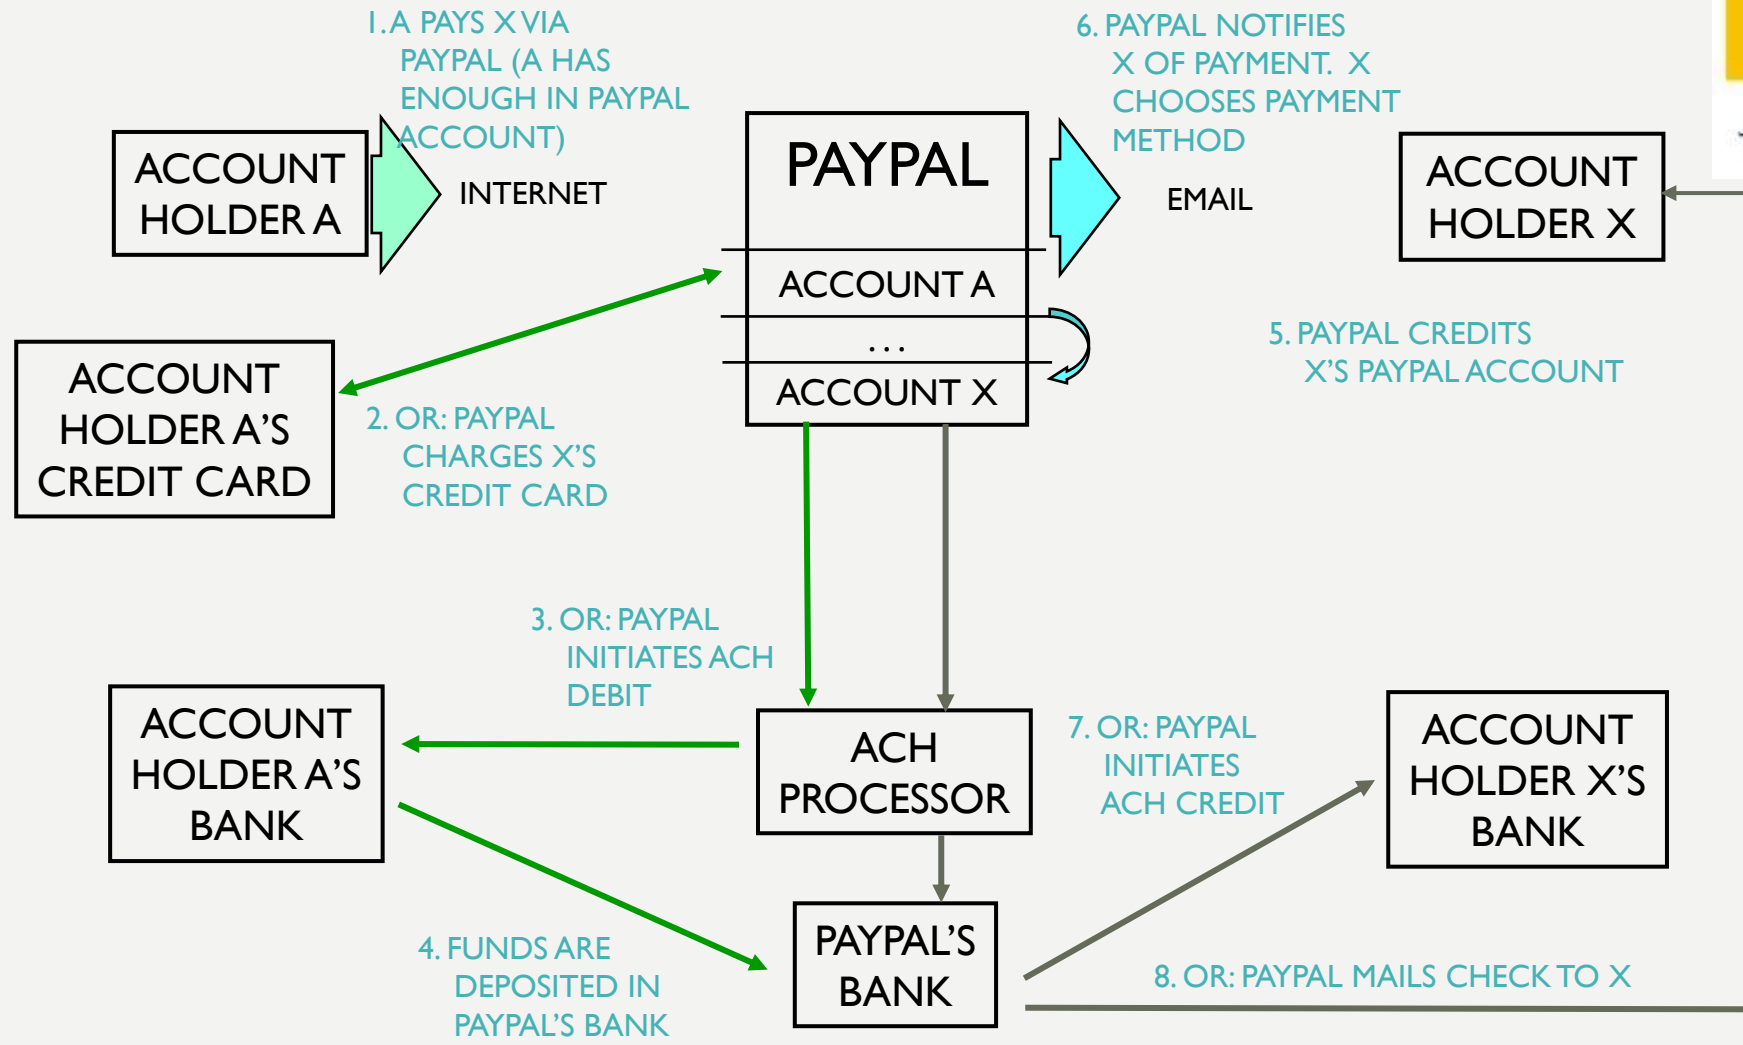 1. A PAYS X VIA
PAYPAL (A HAS
ENOUGH IN PAYPAL
ACCOUNT)
6. PAYPAL NOTIFIES
X OF PAYMENT. X
CHOOSES PAYMENT
METHOD
ACCOUNT
HOLDER A
INTERNET
PAYPAL
EMAIL
ACCOUNT
HOLDER X
ACCOUNT A
...
ACCOUNT X
5. PAYPAL CREDITS
X'S PAYPAL ACCOUNT
ACCOUNT
HOLDER A'S
CREDIT CARD
2. OR: PAYPAL
CHARGES X'S
CREDIT CARD
3. OR: PAYPAL
INITIATES ACH
DEBIT
ACCOUNT
HOLDER A'S
BANK
ACH
PROCESSOR
7. OR: PAYPAL
INITIATES
ACH CREDIT
ACCOUNT
HOLDER X'S
BANK
4. FUNDS ARE
DEPOSITED IN
PAYPAL'S BANK
PAYPAL'S
BANK
8. OR: PAYPAL MAILS CHECK TO X